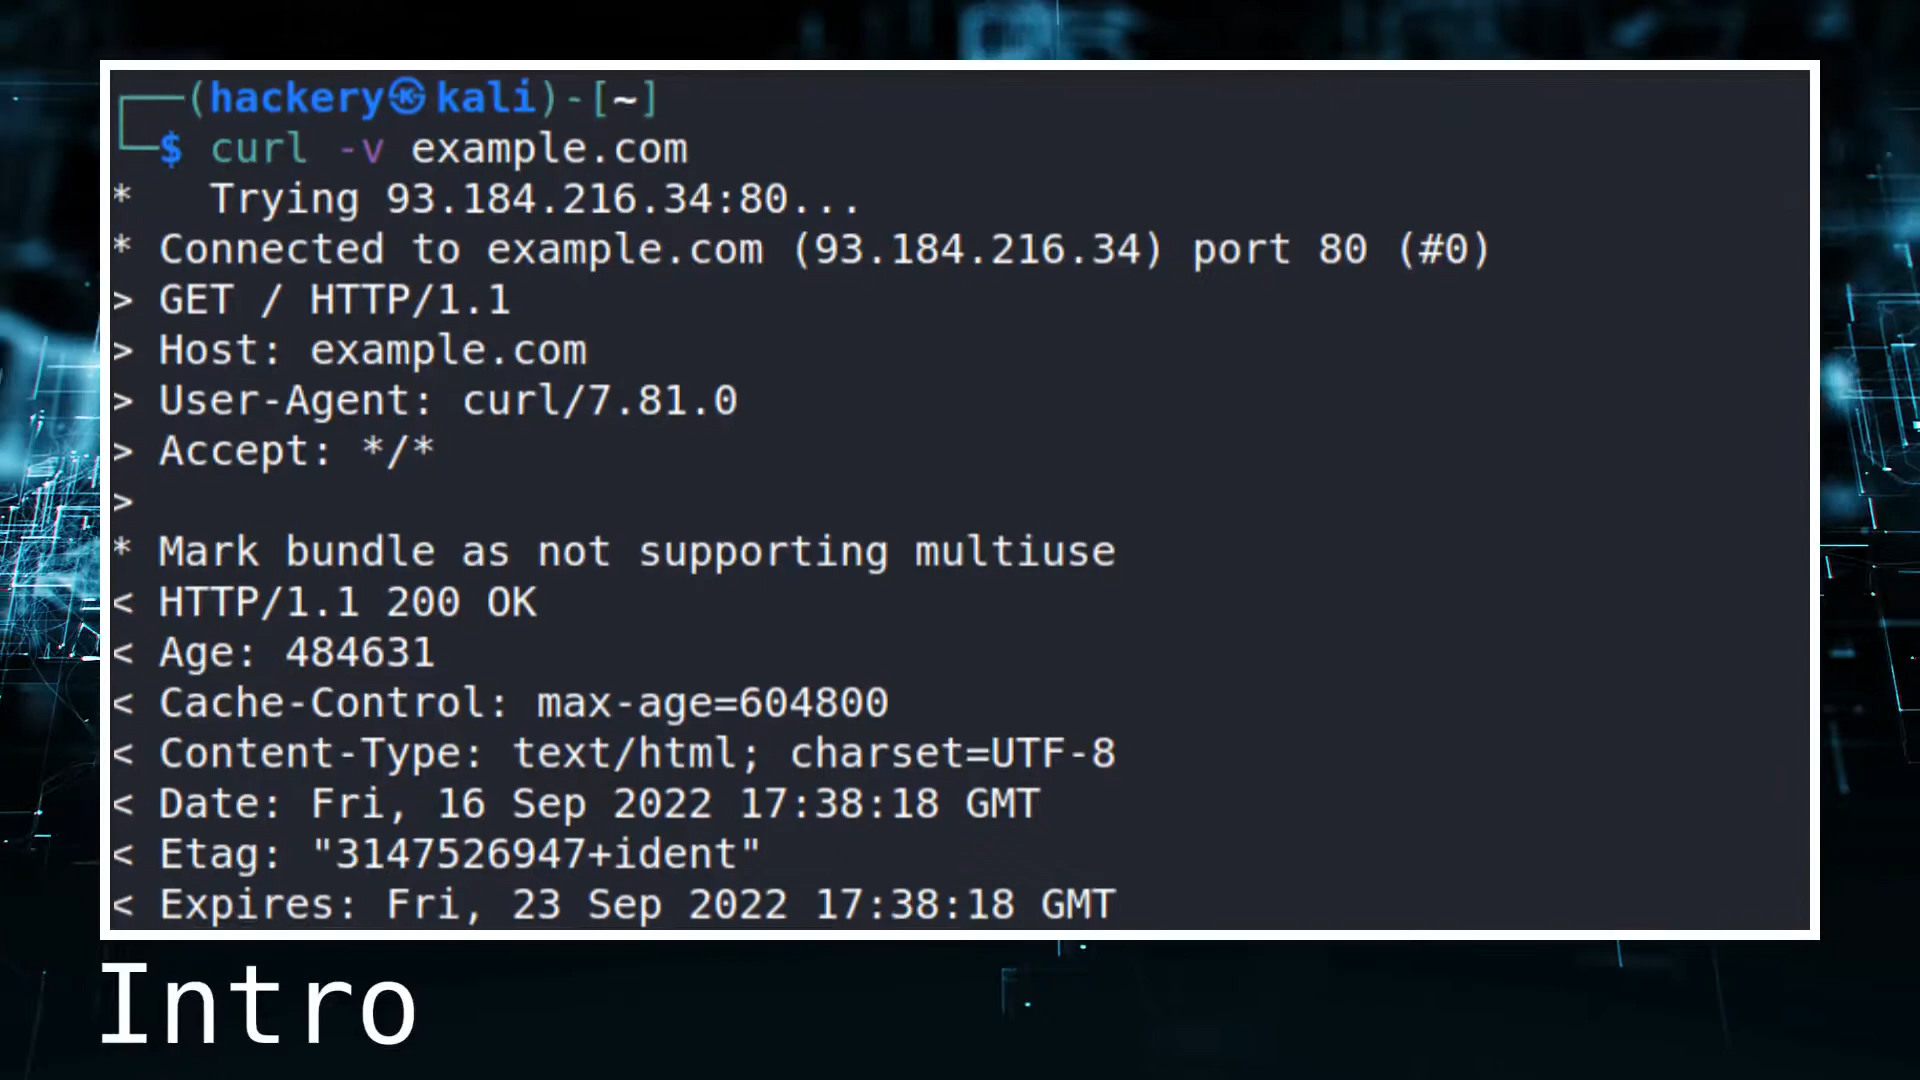 ┌──(hackery㉿kali)-[~]
└─$ curl -v example.com
*   Trying 93.184.216.34:80...
* Connected to example.com (93.184.216.34) port 80 (#0)
> GET / HTTP/1.1
> Host: example.com
> User-Agent: curl/7.81.0
> Accept: */*
>
* Mark bundle as not supporting multiuse
< HTTP/1.1 200 OK
< Age: 484631
< Cache-Control: max-age=604800
< Content-Type: text/html; charset=UTF-8
< Date: Fri, 16 Sep 2022 17:38:18 GMT
< Etag: "3147526947+ident"
< Expires: Fri, 23 Sep 2022 17:38:18 GMT
Intro